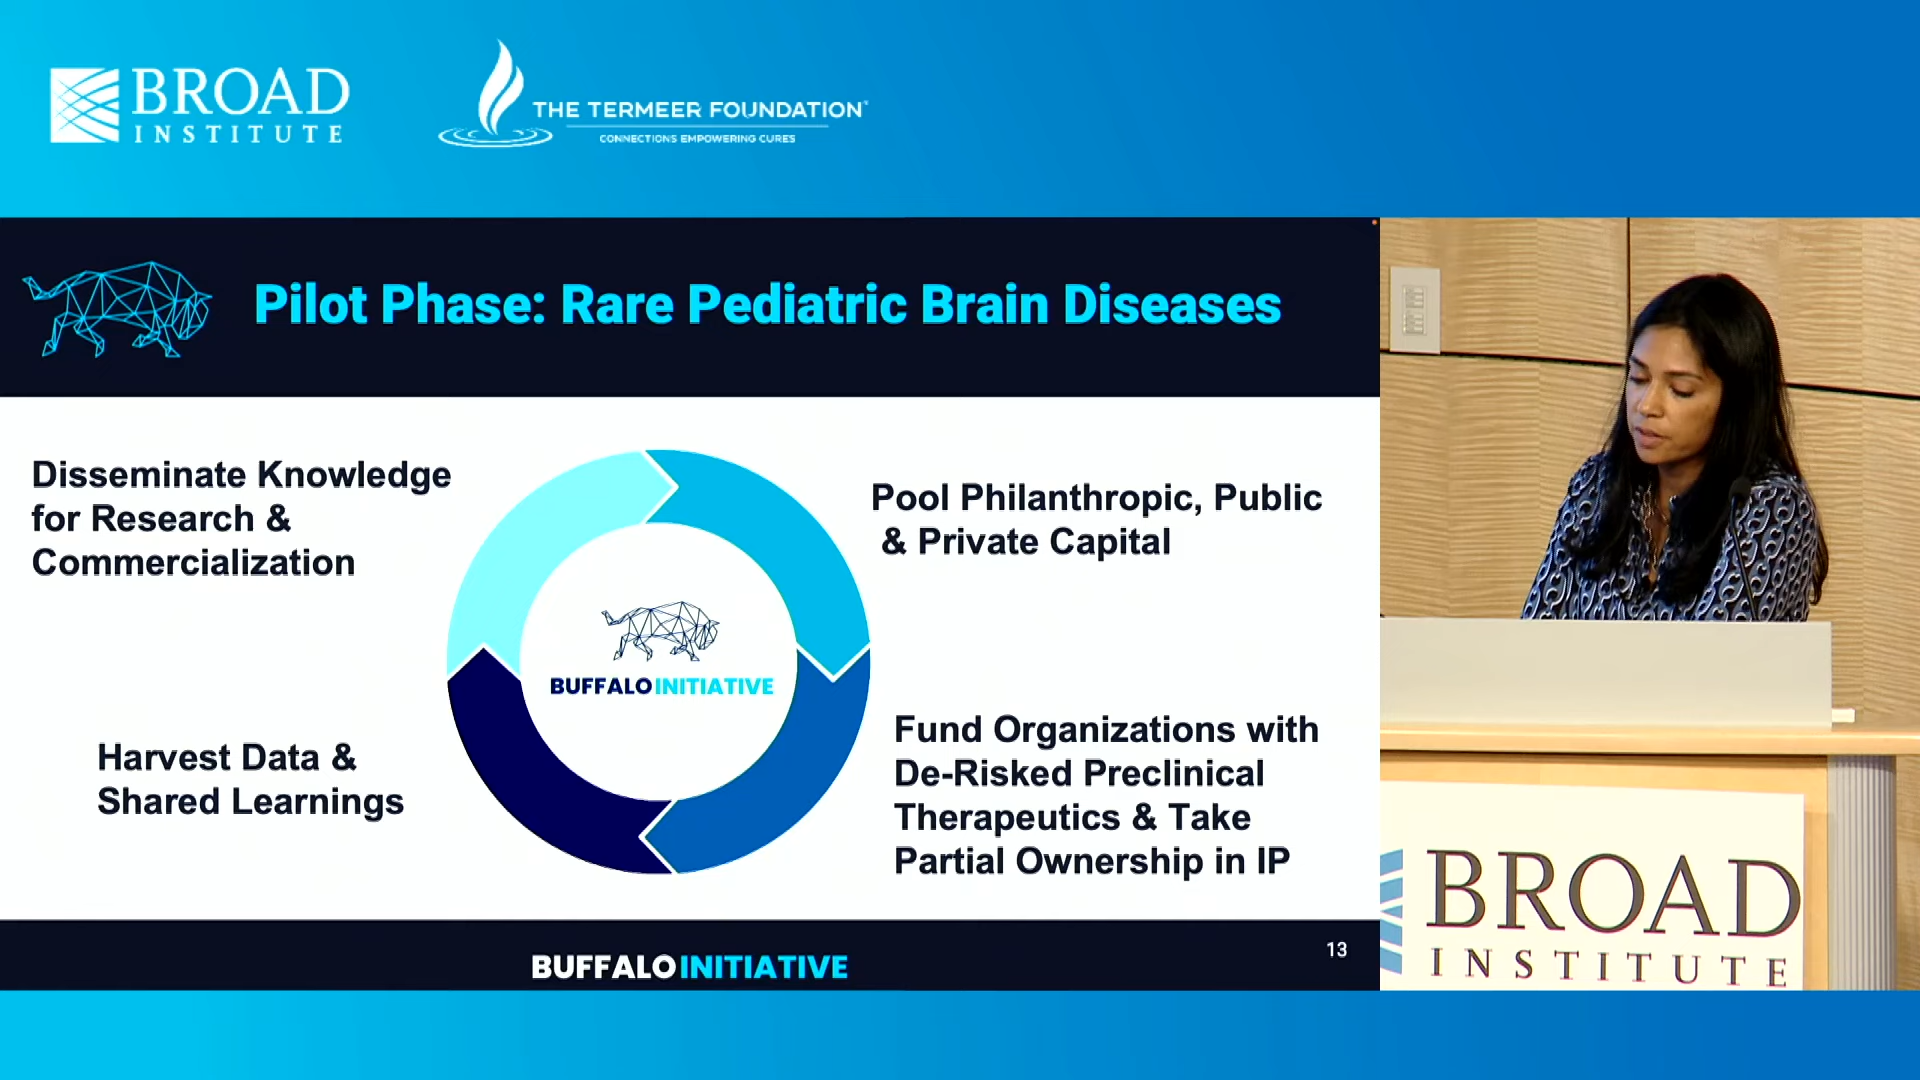 BROAD
INSTITUTE
THE TERMEER FOUNDATION
CONNECTIONS EMPOWERING CURES
Pilot Phase: Rare Pediatric Brain Diseases
Disseminate Knowledge
for Research &
Commercialization
Pool Philanthropic, Public
& Private Capital
BUFFALO INITIATIVE
Harvest Data &
Shared Learnings
Fund Organizations with
De-Risked Preclinical
Therapeutics & Take
Partial Ownership in IP
BUFFALO INITIATIVE
13
BROAD
INSTITUTE